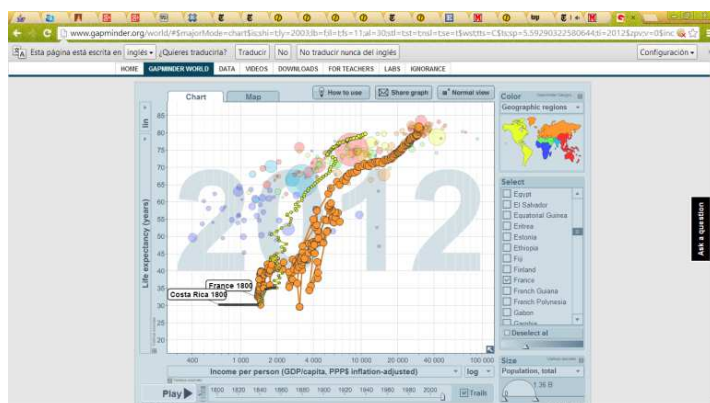 www.gapminder.org/world/#$majorMode=chart$is;shi=t;ly=2003;lb=f;il=t;fs=11;al=30;stl=t;st=t;nsl=t;se=t$wst;tts=C$ts;sp=5.59290322580644;ti=2012$zpv;v=0$inc
Esta página está escrita en inglés ¿Quieres traducirla? Traducir No No traducir nunca del inglés Configuración
HOME GAPMINDER WORLD DATA VIDEOS DOWNLOADS FOR TEACHERS LABS IGNORANCE
Chart Map How to use Share graph Normal view
Color
Geographic regions
lin
Life expectancy (years)
85
80
75
70
65
60
55
50
45
40
35
30
25
20
2012
France 1800
Costa Rica 1800
400 1 000 2 000 4 000 10 000 20 000 40 000 100 000
Income per person (GDP/capita, PPP$ inflation-adjusted) log
Play 1800 1820 1840 1860 1880 1900 1920 1940 1960 1980 2000 Trails
Select
Egypt
El Salvador
Equatorial Guinea
Eritrea
Estonia
Ethiopia
Fiji
Finland
France
French Guiana
French Polynesia
Gabon
Gambia
Deselect all
Size
Population, total
1.36 B
Ask a question